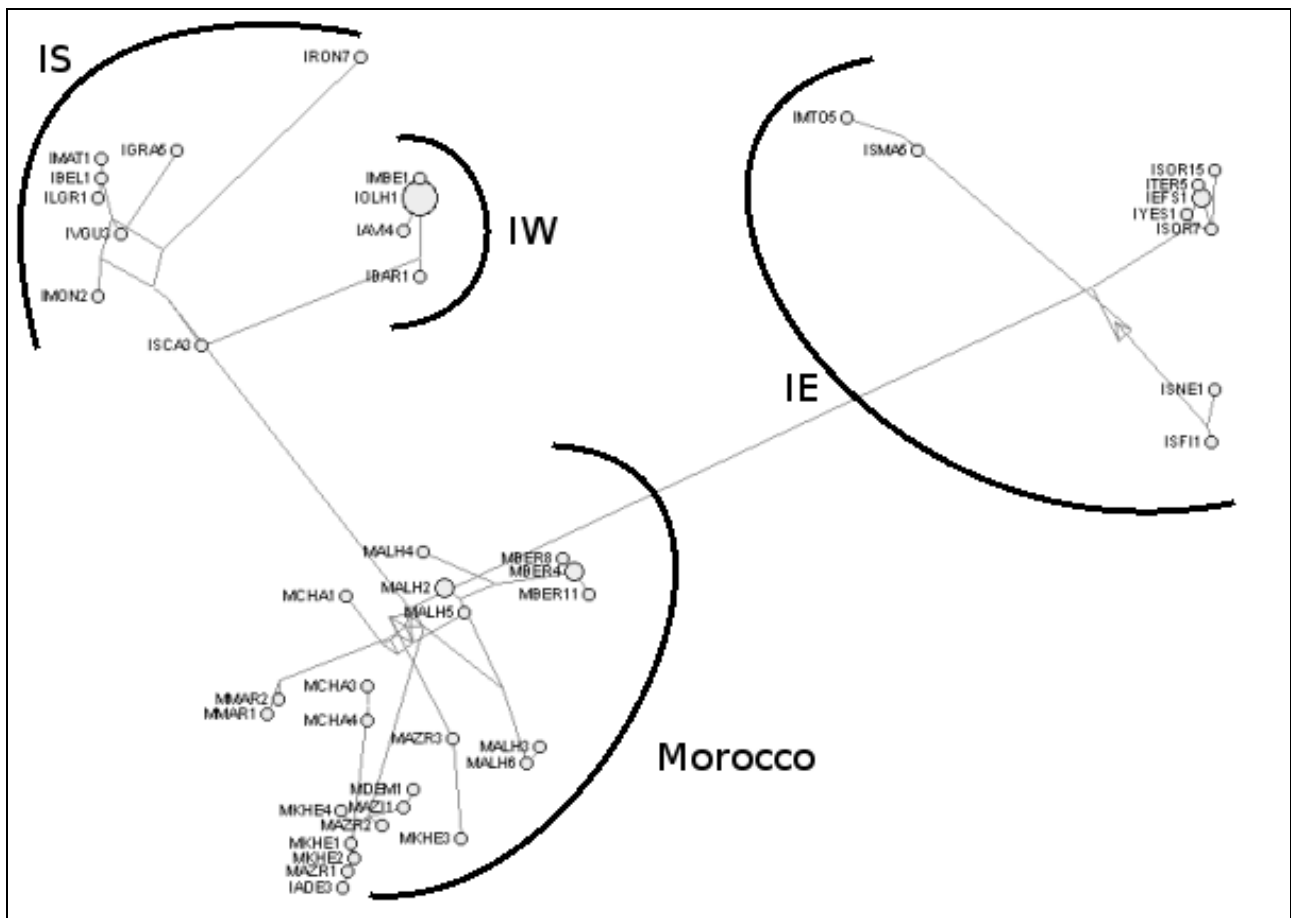 IS
IRON7
IMTO5
ISMA6
IMAT1
IGRA6
IBEL1
ILGR1
IVGU3
IMON2
ISCA3
IMBE1
IOLH1
IAVI4
IBAR1
IW
ISOR15
ITER5
IEFS1
IYES1
ISOR7
IE
ISNE1
ISFI1
MALH4
MBER8
MBER4
MALH2
MBER11
MCHA1
MALH5
MMAR2
MMAR1
MCHA3
MCHA4
MAZR3
MALH3
MALH6
Morocco
MDEM1
MKHE4
MAZI1
MAZR2
MKHE3
MKHE1
MKHE2
MAZR1
IADE3